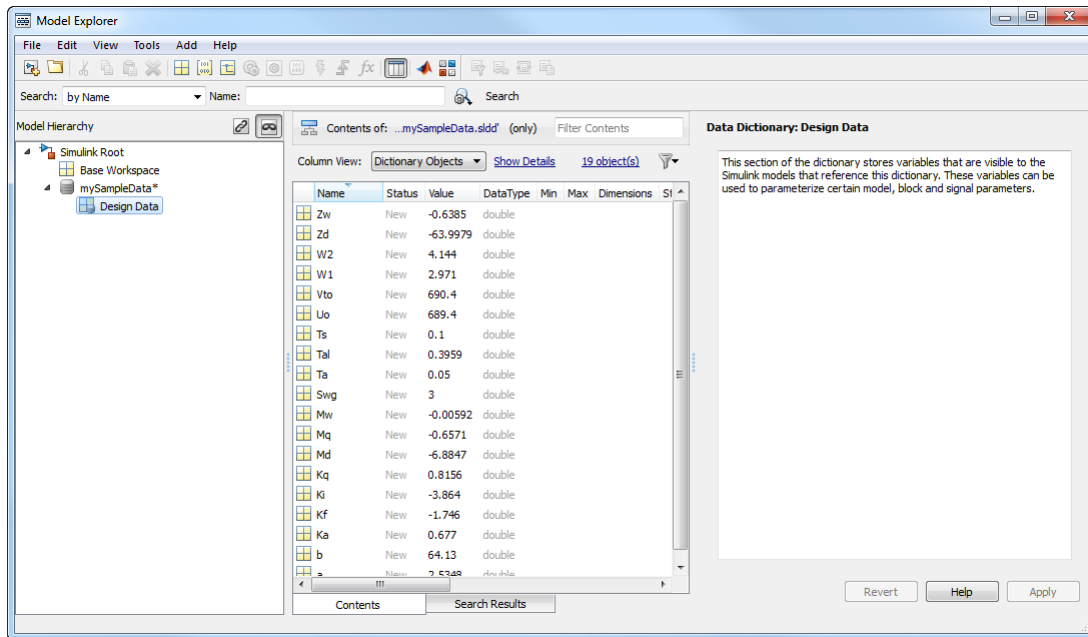 Model Explorer
File Edit View Tools Add Help
Search: by Name Name: Search
Model Hierarchy
Simulink Root
Base Workspace
mySampleData*
Design Data
Contents of: ...mySampleData.sldd' (only) Filter Contents
Column View: Dictionary Objects Show Details 19 object(s)
Name Status Value DataType Min Max Dimensions
Zw New -0.6385 double
Zd New -63.9979 double
W2 New 4.144 double
W1 New 2.971 double
Vto New 690.4 double
Uo New 689.4 double
Ts New 0.1 double
Tal New 0.3959 double
Ta New 0.05 double
Swg New 3 double
Mw New -0.00592 double
Mq New -0.6571 double
Md New -6.8847 double
Kq New 0.8156 double
Ki New -3.864 double
Kf New -1.746 double
Ka New 0.677 double
b New 64.13 double
a New 2.5348 double
Contents Search Results
Data Dictionary: Design Data
This section of the dictionary stores variables that are visible to the
Simulink models that reference this dictionary. These variables can be
used to parameterize certain model, block and signal parameters.
Revert Help Apply